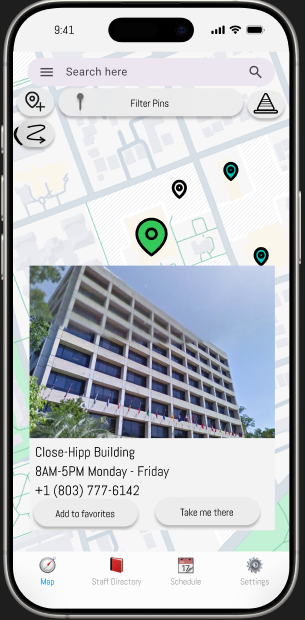 9:41
Search here
Filter Pins
Close-Hipp Building
8AM-5PM Monday - Friday
+1 (803) 777-6142
Add to favorites
Take me there
17
Map
Staff Directory
Schedule
Settings